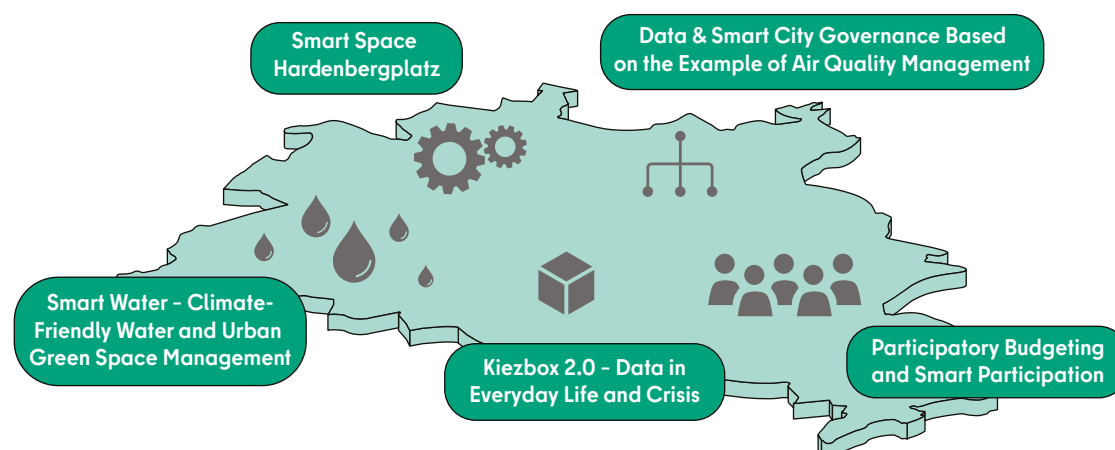 Smart Space
Hardenbergplatz
Data & Smart City Governance Based
on the Example of Air Quality Management
Smart Water – Climate-
Friendly Water and Urban
Green Space Management
Kiezbox 2.0 – Data in
Everyday Life and Crisis
Participatory Budgeting
and Smart Participation